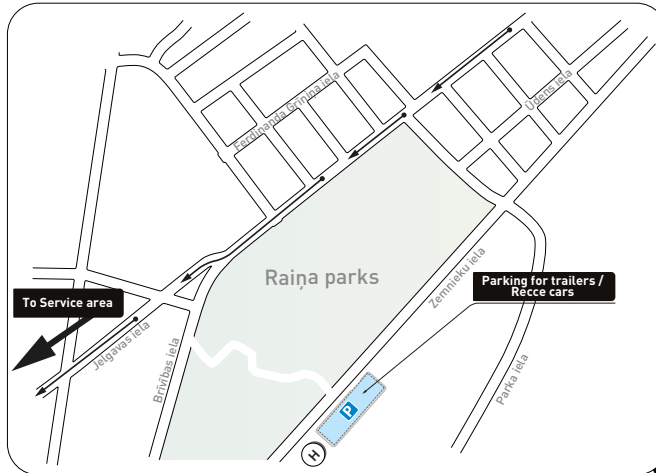 Ferdinanda Grīniņa iela
Ūdens iela
Raiņa parks
Zemnieku iela
Parking for trailers /
Recce cars
To Service area
Jelgavas iela
Brīvības iela
Parka iela
P
H